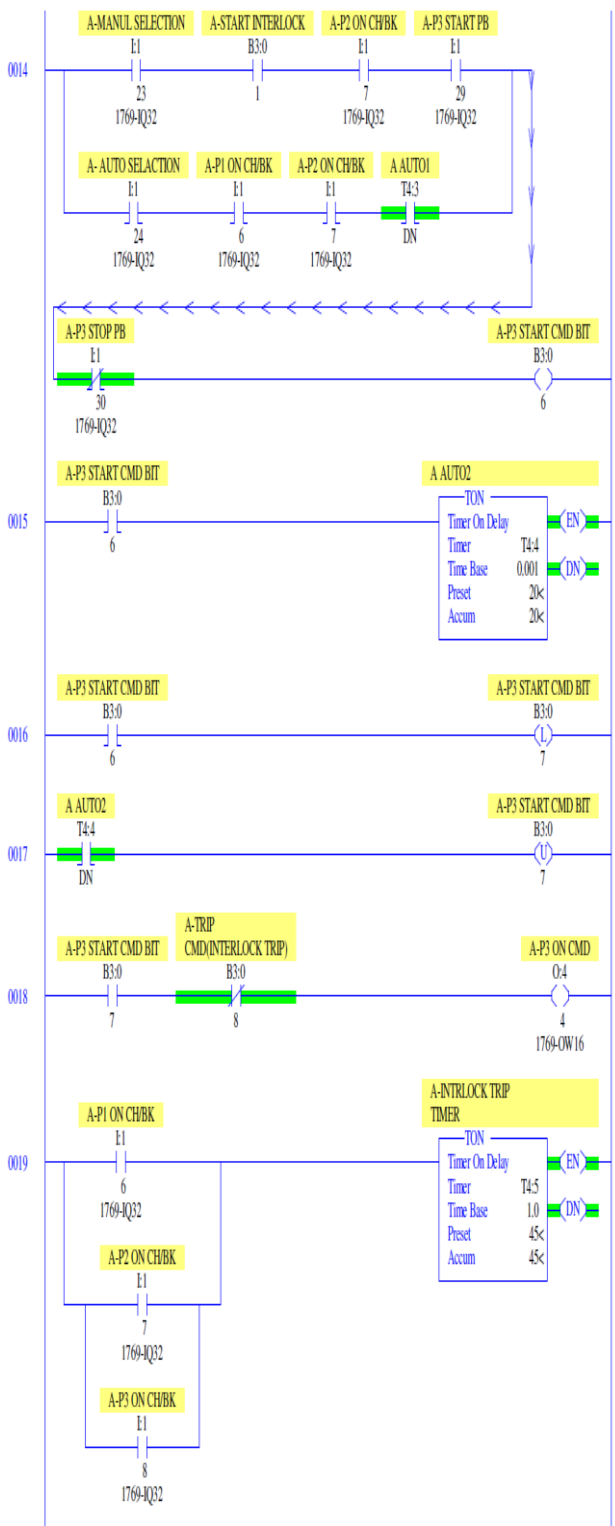 A-MANUL SELECTION A-START INTERLOCK A-P2 ON CH/BK A-P3 START PB
I:1 B3:0 I:1 I:1
0014
23 1 7 29
1769-IQ32 1769-IQ32 1769-IQ32
A- AUTO SELACTION A-P1 ON CH/BK A-P2 ON CH/BK A AUTO1
I:1 I:1 I:1 T4:3
24 6 7 DN
1769-IQ32 1769-IQ32 1769-IQ32
A-P3 STOP PB A-P3 START CMD BIT
I:1 B3:0
30 6
1769-IQ32
A-P3 START CMD BIT A AUTO2
B3:0 TON
0015 Timer On Delay EN
6 Timer T4:4
Time Base 0.001 DN
Preset 20<
Accum 20<
A-P3 START CMD BIT A-P3 START CMD BIT
B3:0 B3:0
0016 L
6 7
A AUTO2 A-P3 START CMD BIT
T4:4 B3:0
0017 U
DN 7
A-TRIP
A-P3 START CMD BIT CMD(INTERLOCK TRIP) A-P3 ON CMD
B3:0 B3:0 O:4
0018
7 8 4
1769-OW16
A-INTRLOCK TRIP
TIMER
A-P1 ON CH/BK
I:1 TON
0019 Timer On Delay EN
6 Timer T4:5
1769-IQ32 Time Base 1.0 DN
Preset 45<
Accum 45<
A-P2 ON CH/BK
I:1
7
1769-IQ32
A-P3 ON CH/BK
I:1
8
1769-IQ32